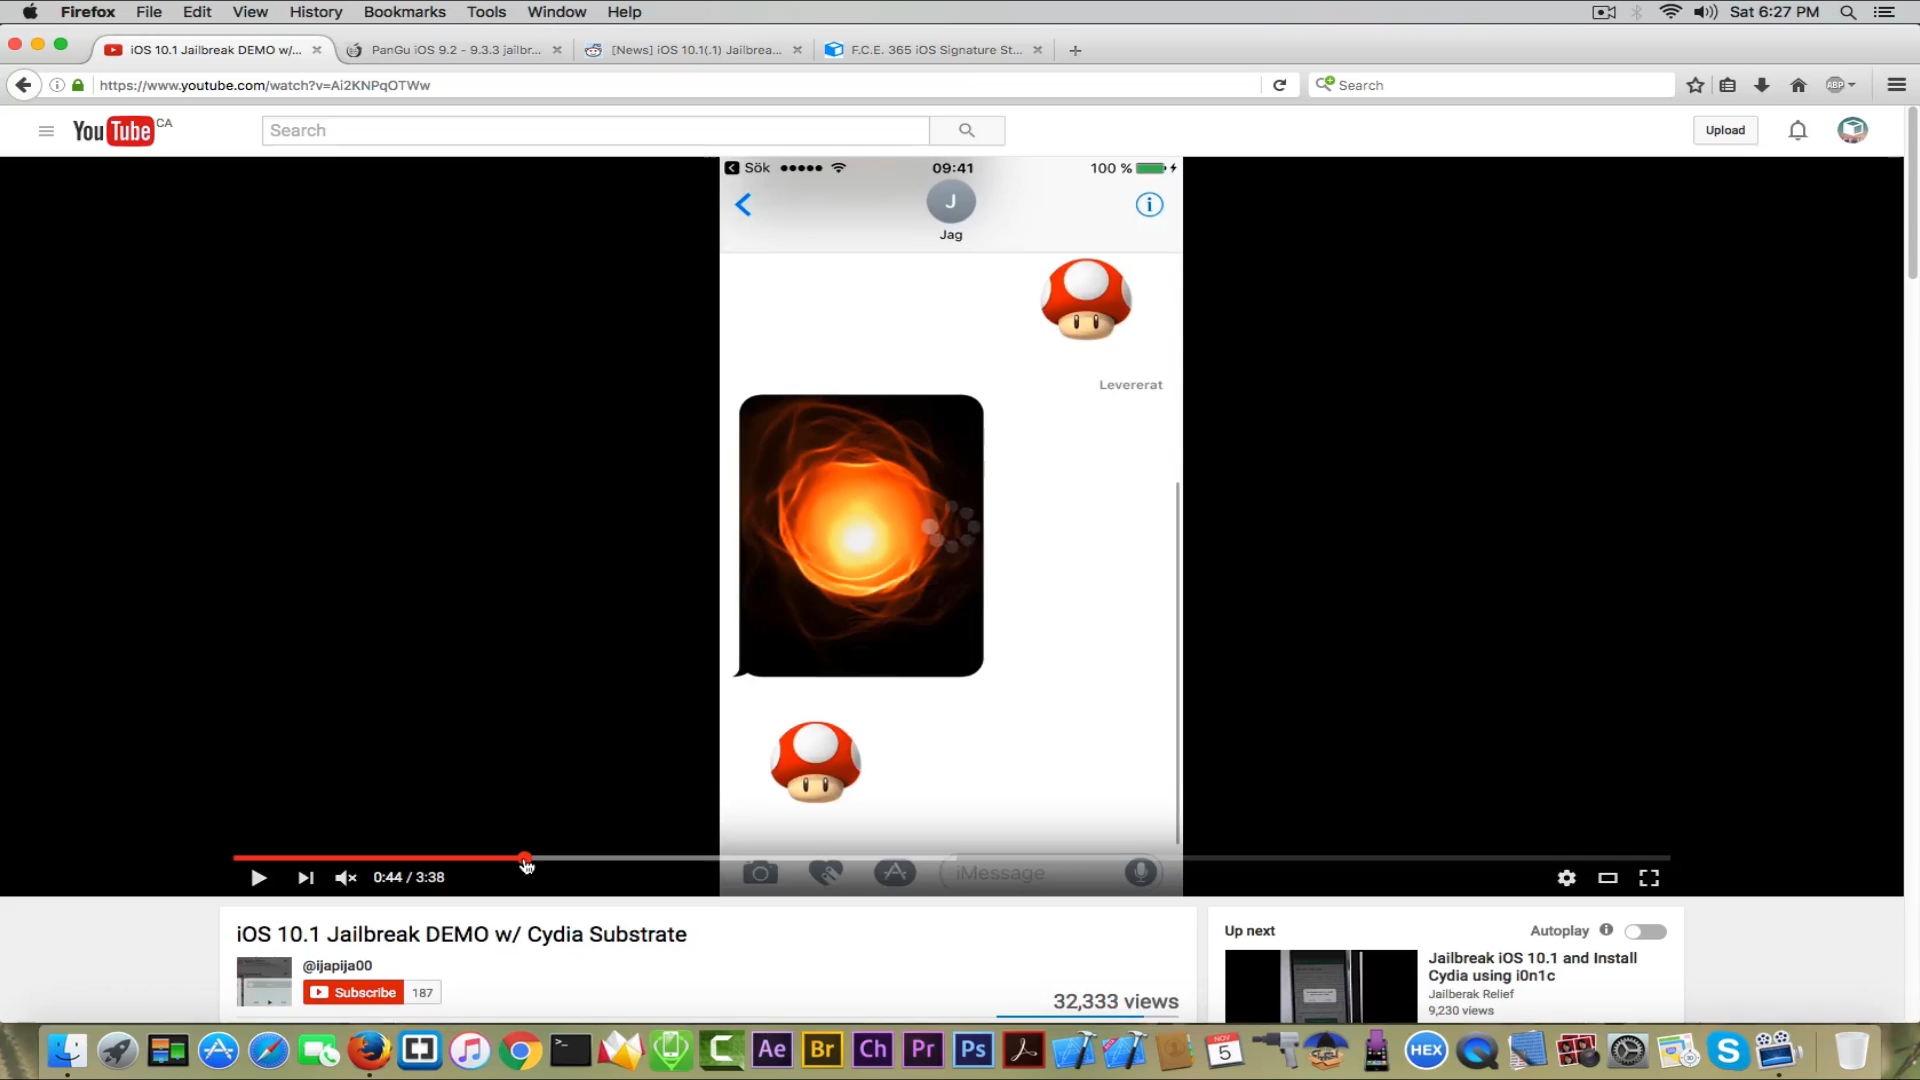 Firefox File Edit View History Bookmarks Tools Window Help Sat 6:27 PM
iOS 10.1 Jailbreak DEMO w/... PanGu iOS 9.2 - 9.3.3 jailbr... [News] iOS 10.1(.1) Jailbrea... F.C.E. 365 iOS Signature St...
https://www.youtube.com/watch?v=Ai2KNPqOTWw Search ABP
YouTube CA Search Upload
Sök 09:41 100 %
J
Jag
Levererat
iMessage
0:44 / 3:38
iOS 10.1 Jailbreak DEMO w/ Cydia Substrate
@ijapija00
Subscribe 187
32,333 views
Up next Autoplay
Jailbreak iOS 10.1 and Install
Cydia using i0n1c
Jailberak Relief
9,230 views
Ae Br Ch Pr Ps NOV 5 HEX